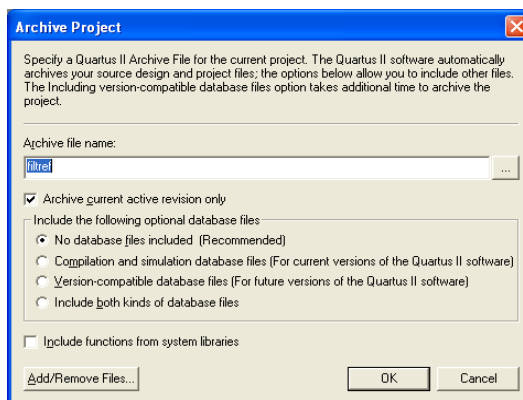 Archive Project
Specify a Quartus II Archive File for the current project. The Quartus II software automatically
archives your source design and project files; the options below allow you to include other files.
The Including version-compatible database files option takes additional time to archive the
project.
Archive file name:
filtref
...
Archive current active revision only
Include the following optional database files
No database files included (Recommended)
Compilation and simulation database files (For current versions of the Quartus II software)
Version-compatible database files (For future versions of the Quartus II software)
Include both kinds of database files
Include functions from system libraries
Add/Remove Files... OK Cancel